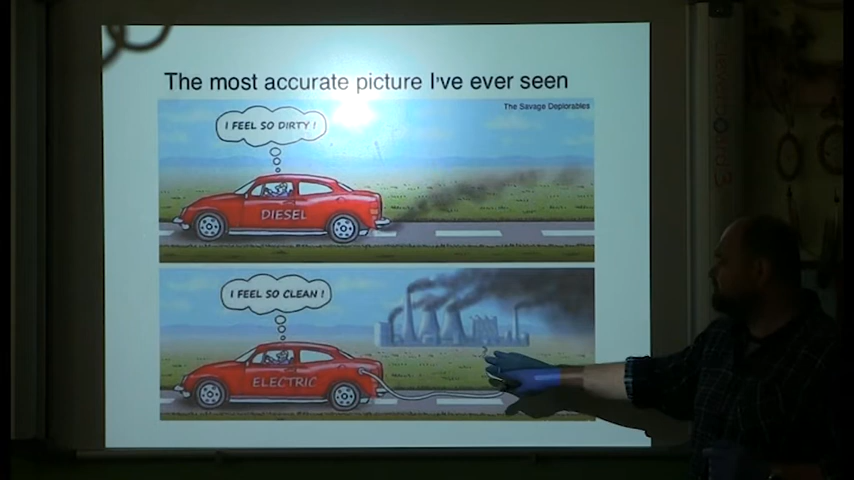 The most accurate picture I've ever seen
The Savage Deplorables
I FEEL SO DIRTY !
DIESEL
I FEEL SO CLEAN !
ELECTRIC